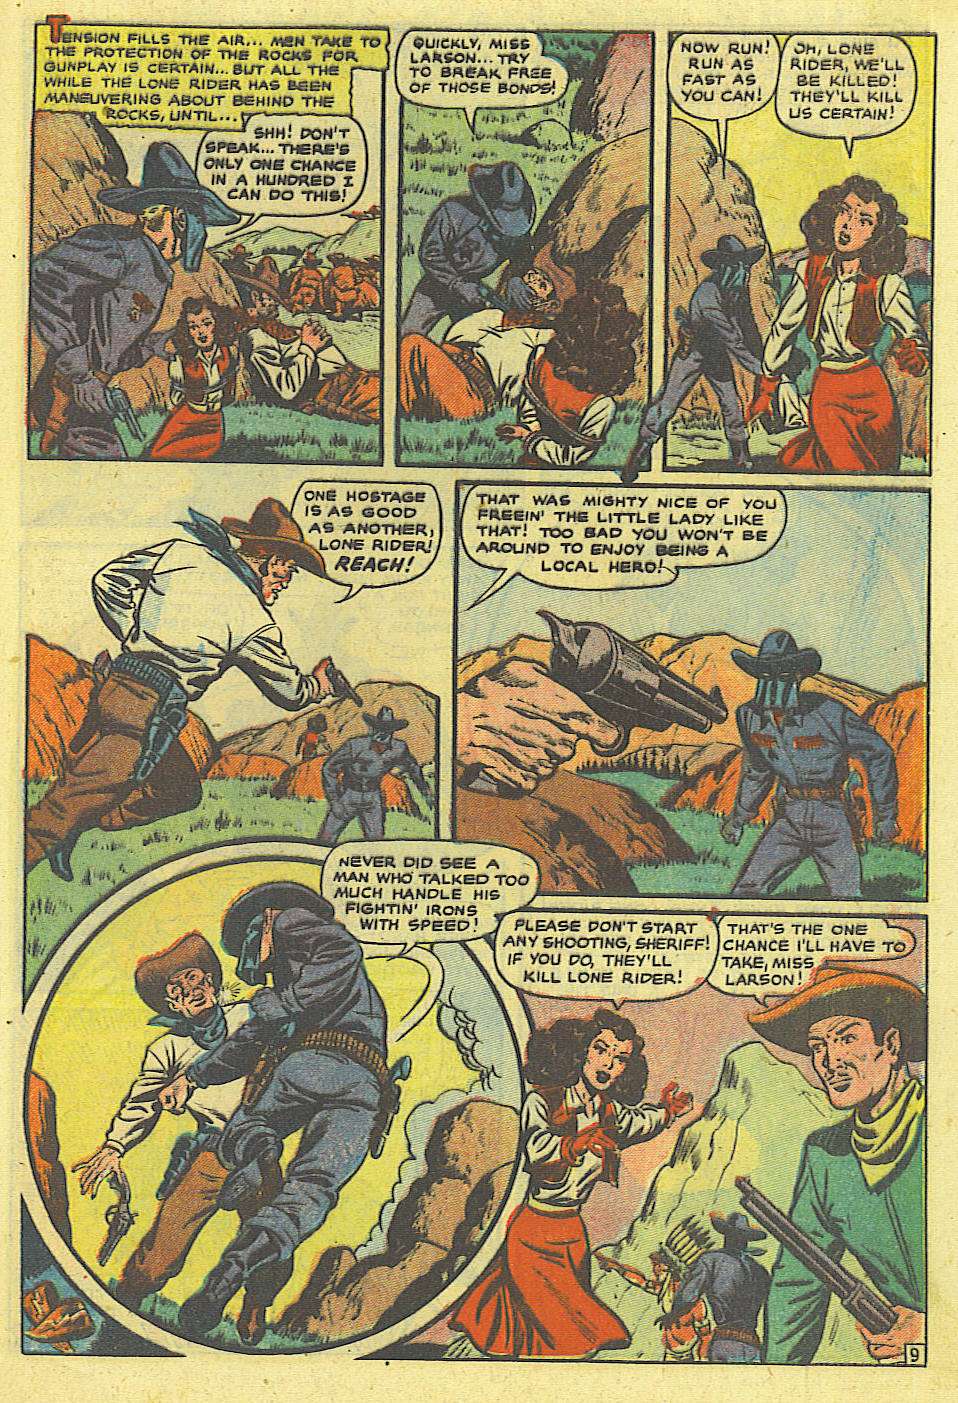 TENSION FILLS THE AIR... MEN TAKE TO
THE PROTECTION OF THE ROCKS FOR
GUNPLAY IS CERTAIN... BUT ALL THE
WHILE THE LONE RIDER HAS BEEN
MANEUVERING ABOUT BEHIND THE
ROCKS, UNTIL...
SHH! DON'T
SPEAK... THERE'S
ONLY ONE CHANCE
IN A HUNDRED I
CAN DO THIS!
QUICKLY, MISS
LARSON... TRY
TO BREAK FREE
OF THOSE BONDS!
NOW RUN!
RUN AS
FAST AS
YOU CAN!
OH, LONE
RIDER, WE'LL
BE KILLED!
THEY'LL KILL
US CERTAIN!
ONE HOSTAGE
IS AS GOOD
AS ANOTHER,
LONE RIDER!
REACH!
THAT WAS MIGHTY NICE OF YOU
FREEIN' THE LITTLE LADY LIKE
THAT! TOO BAD YOU WON'T BE
AROUND TO ENJOY BEING A
LOCAL HERO!
NEVER DID SEE A
MAN WHO TALKED TOO
MUCH HANDLE HIS
FIGHTIN' IRONS
WITH SPEED!
PLEASE DON'T START
ANY SHOOTING, SHERIFF!
IF YOU DO, THEY'LL
KILL LONE RIDER!
THAT'S THE ONE
CHANCE I'LL HAVE TO
TAKE, MISS
LARSON!
9